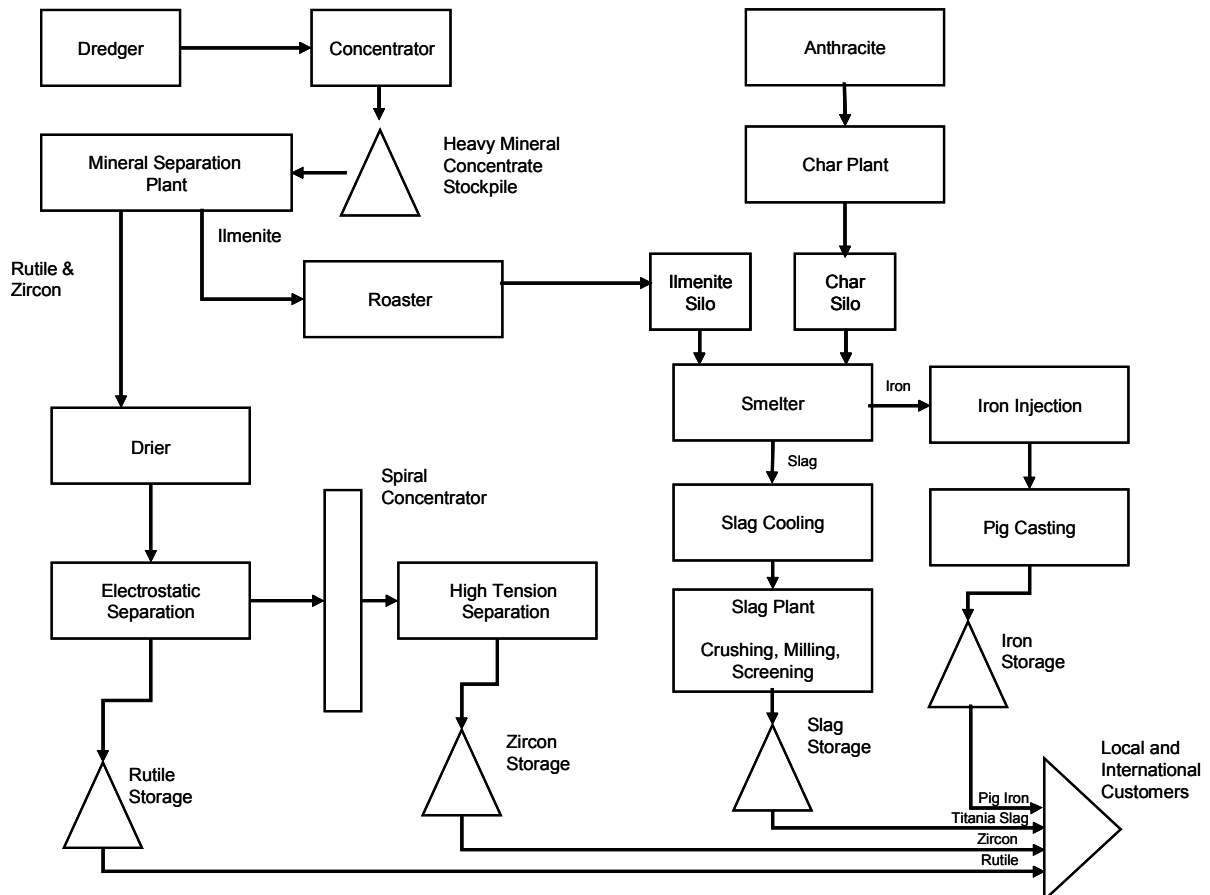 Dredger
Concentrator
Anthracite
Heavy Mineral
Concentrate
Stockpile
Mineral Separation
Plant
Char Plant
Ilmenite
Rutile &
Zircon
Roaster
Ilmenite
Silo
Char
Silo
Smelter
Iron
Iron Injection
Slag
Drier
Spiral
Concentrator
Slag Cooling
Pig Casting
Electrostatic
Separation
High Tension
Separation
Slag Plant
Crushing, Milling,
Screening
Iron
Storage
Slag
Storage
Zircon
Storage
Rutile
Storage
Local and
International
Customers
Pig Iron
Titania Slag
Zircon
Rutile